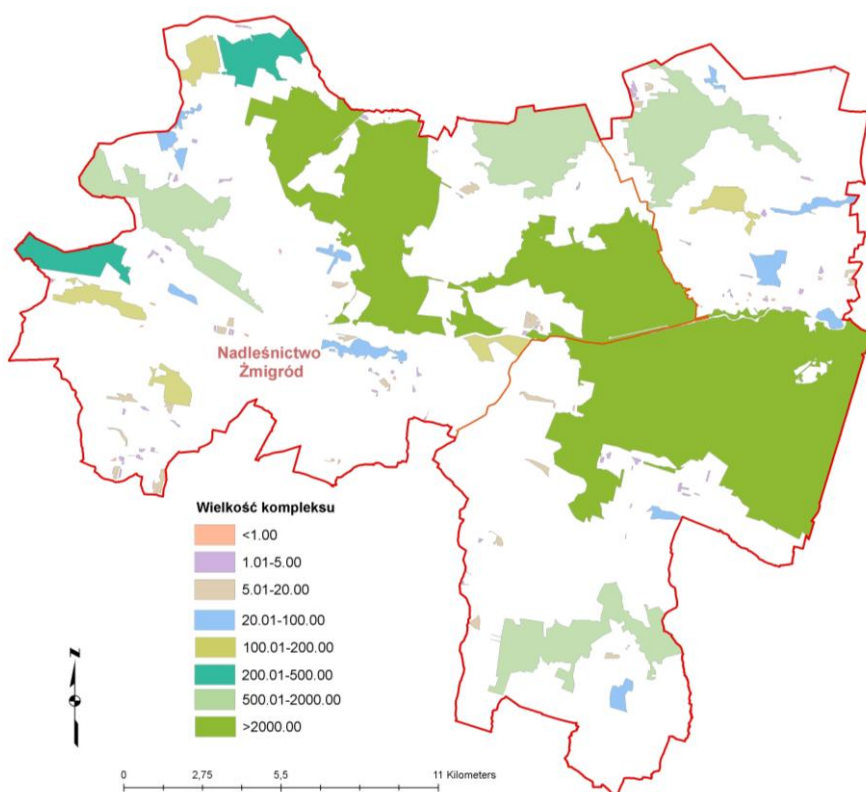 Nadleśnictwo
Żmigród
Wielkość kompleksu
<1.00
1.01-5.00
5.01-20.00
20.01-100.00
100.01-200.00
200.01-500.00
500.01-2000.00
>2000.00
N
0 2,75 5,5 11 Kilometers